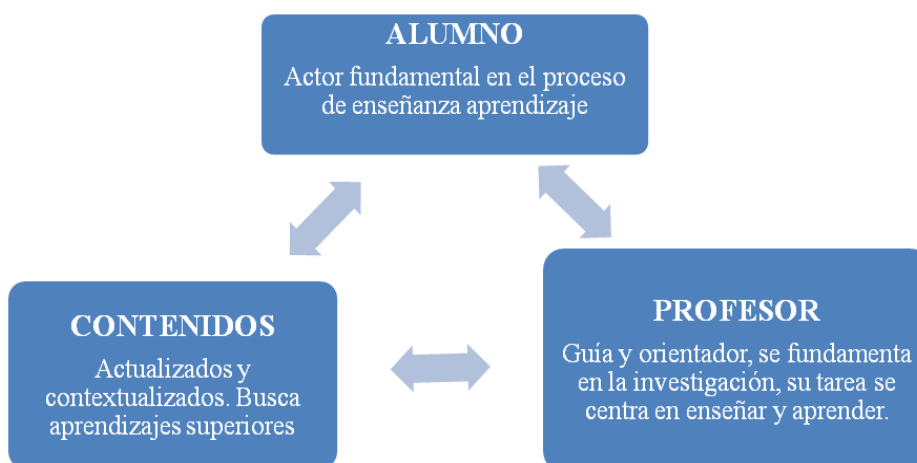 ALUMNO
Actor fundamental en el proceso
de enseñanza aprendizaje
CONTENIDOS
Actualizados y
contextualizados. Busca
aprendizajes superiores
PROFESOR
Guía y orientador, se fundamenta
en la investigación, su tarea se
centra en enseñar y aprender.